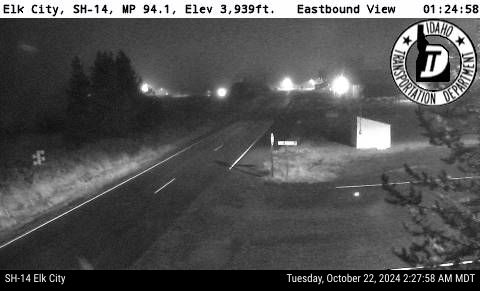 Elk City, SH-14, MP 94.1, Elev 3,939ft. Eastbound View 01:24:58
IDAHO
TRANSPORTATION DEPARTMENT
SH-14 Elk City Tuesday, October 22, 2024 2:27:58 AM MDT